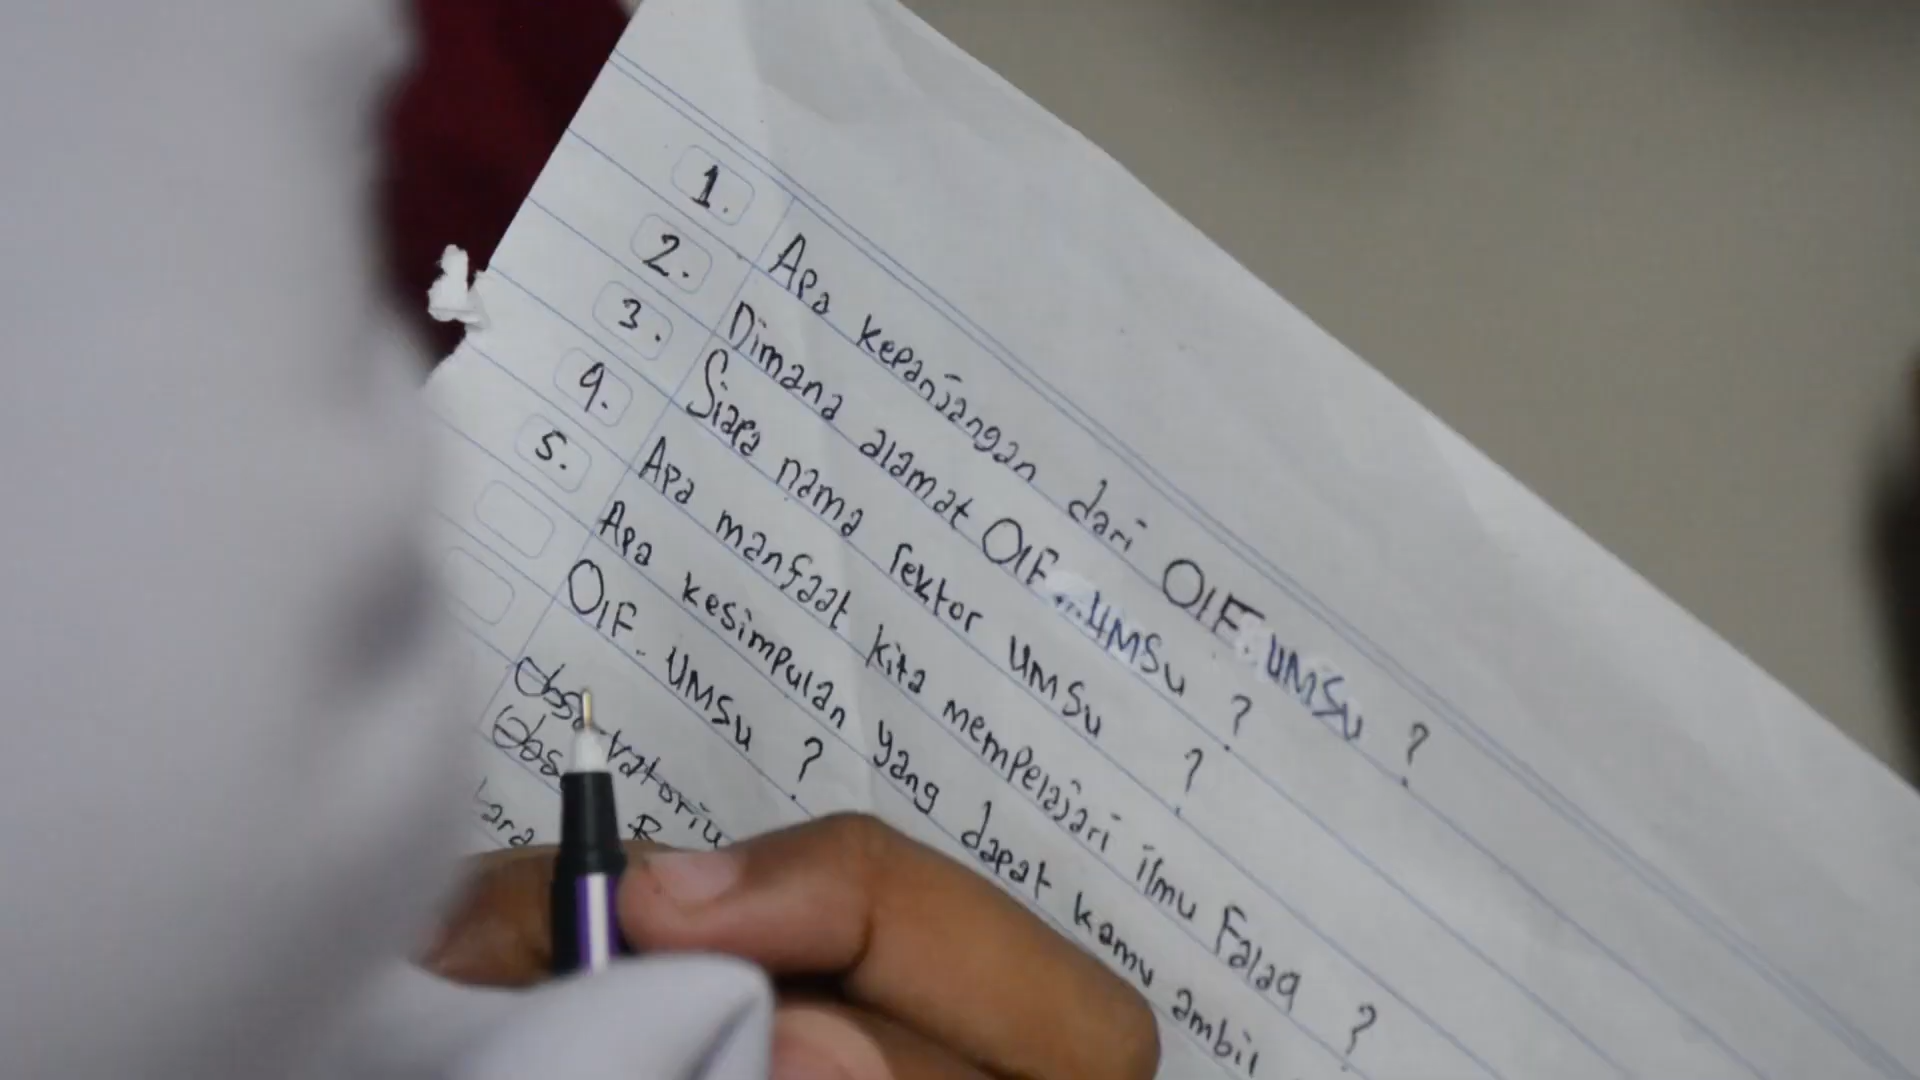 1. Apa kepanjangan dari OIF. UMSU ?
2. Dimana alamat OIF UMSU ?
3. Siapa nama rektor UMSU ?
4. Apa manfaat kita mempelajari ilmu Falaq ?
5. Apa kesimpulan yang dapat kamu ambil
OIF. UMSU ?